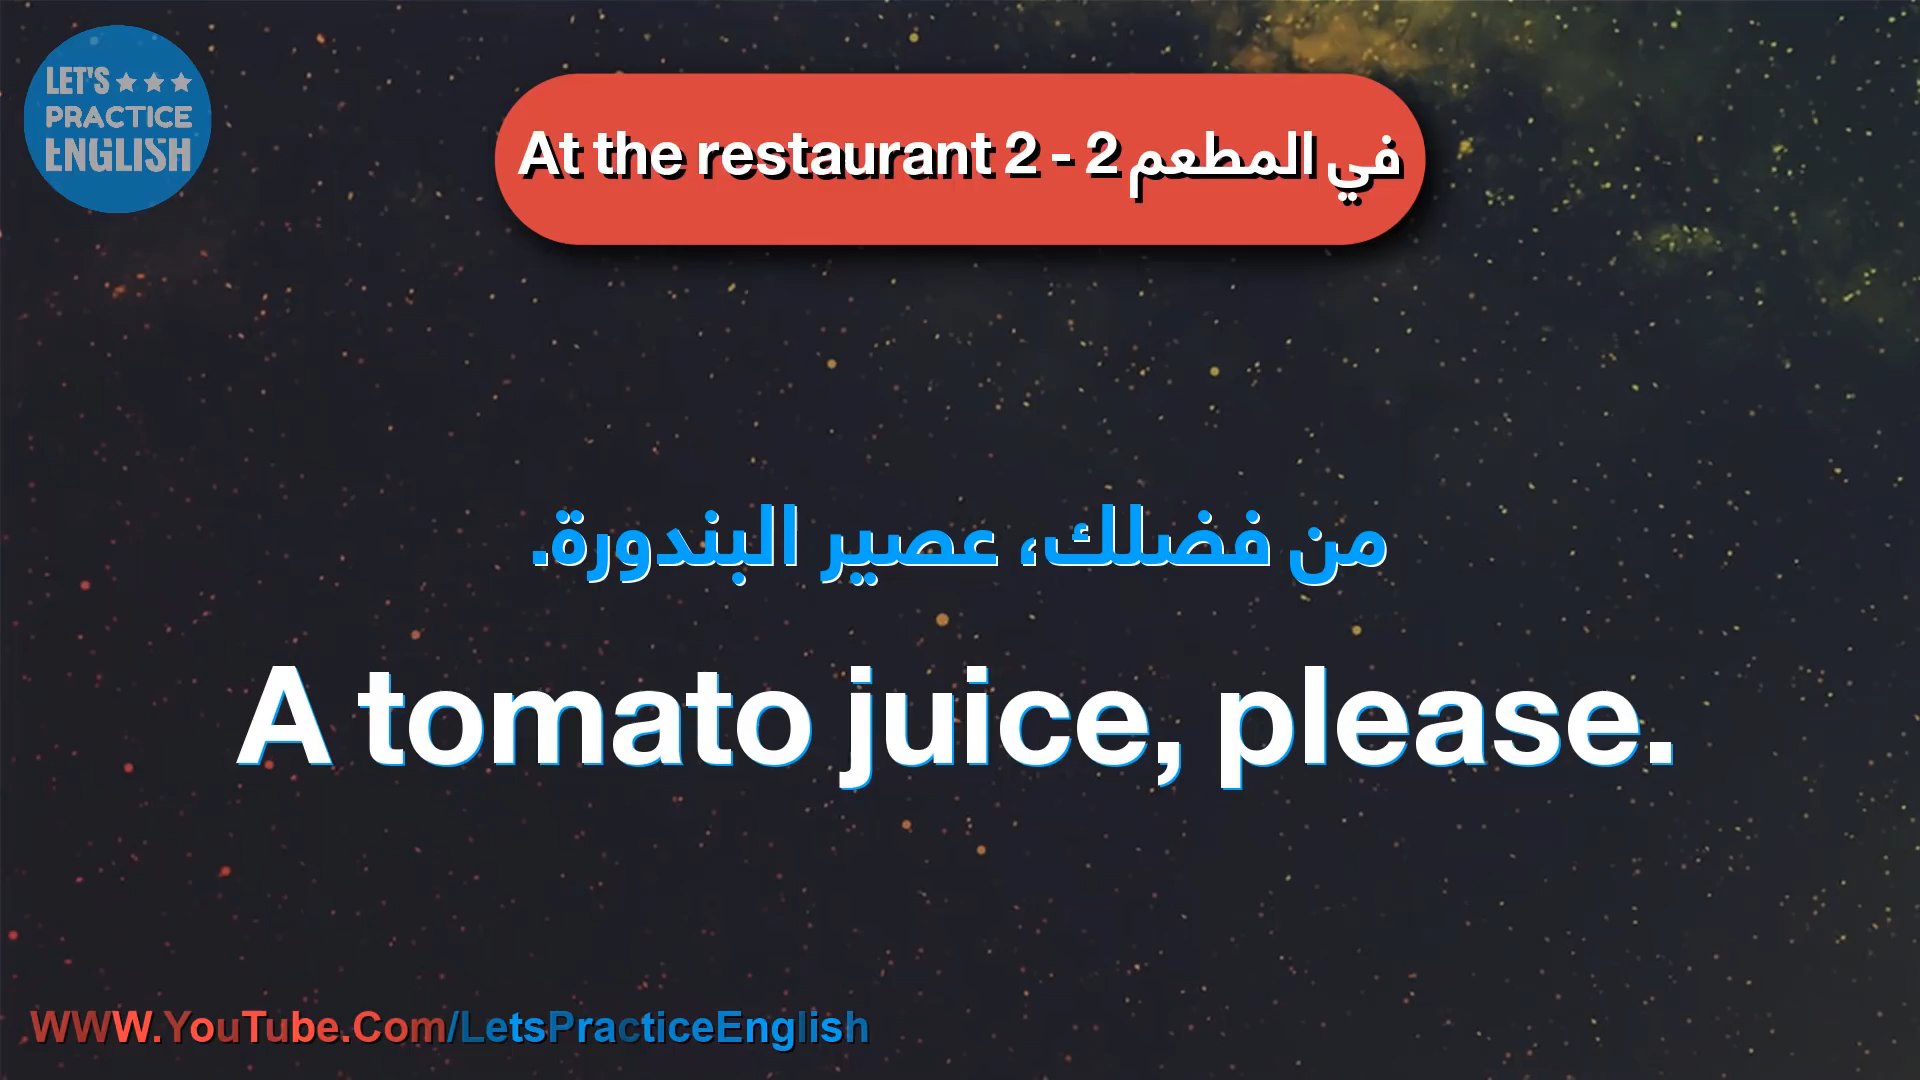 LET'S
PRACTICE
ENGLISH
At the restaurant 2 - 2 في المطعم
من فضلك، عصير البندورة.
A tomato juice, please.
WWW.YouTube.Com/LetsPracticeEnglish